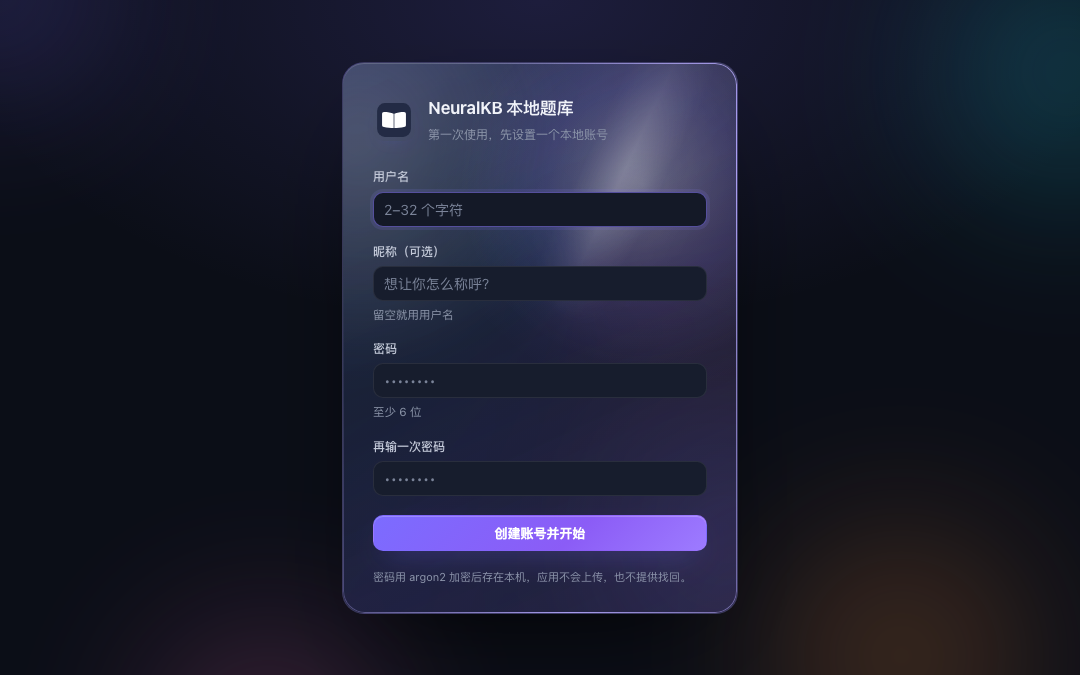 NeuralKB 本地题库
第一次使用，先设置一个本地账号
用户名
2–32 个字符
昵称（可选）
想让你怎么称呼?
留空就用用户名
密码
••••••••
至少 6 位
再输一次密码
••••••••
创建账号并开始
密码用 argon2 加密后存在本机，应用不会上传，也不提供找回。